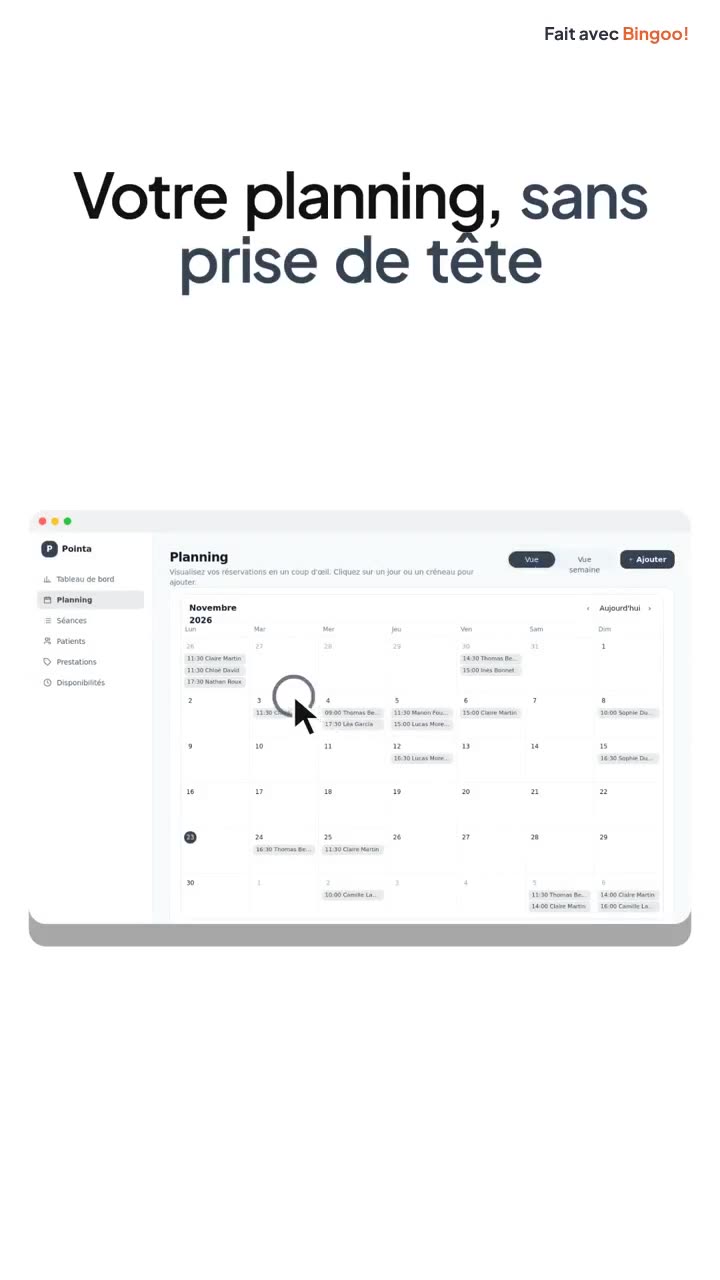 Fait avec Bingoo!
Votre planning, sans
prise de tête
P Pointa
Tableau de bord
Planning
Séances
Patients
Prestations
Disponibilités
Planning
Visualisez vos réservations en un coup d'œil. Cliquez sur un jour ou un créneau pour
ajouter.
Vue
Vue
semaine
+ Ajouter
Novembre
2026
‹ Aujourd'hui ›
Lun Mar Mer Jeu Ven Sam Dim
26 27 28 29 30 31 1
11:30 Claire Martin 14:30 Thomas Be...
11:30 Chloé David 15:00 Inès Bonnet
17:30 Nathan Roux
2 3 4 5 6 7 8
11:30 09:00 Thomas Be... 11:30 Manon Fou... 15:00 Claire Martin 10:00 Sophie Du...
17:30 Léa Garcia 15:00 Lucas More...
9 10 11 12 13 14 15
16:30 Lucas More... 16:30 Sophie Du...
16 17 18 19 20 21 22
23 24 25 26 27 28 29
16:30 Thomas Be... 11:30 Claire Martin
30 1 2 3 4 5 6
10:00 Camille La... 11:30 Thomas Be... 14:00 Claire Martin
14:00 Claire Martin 16:00 Camille La...